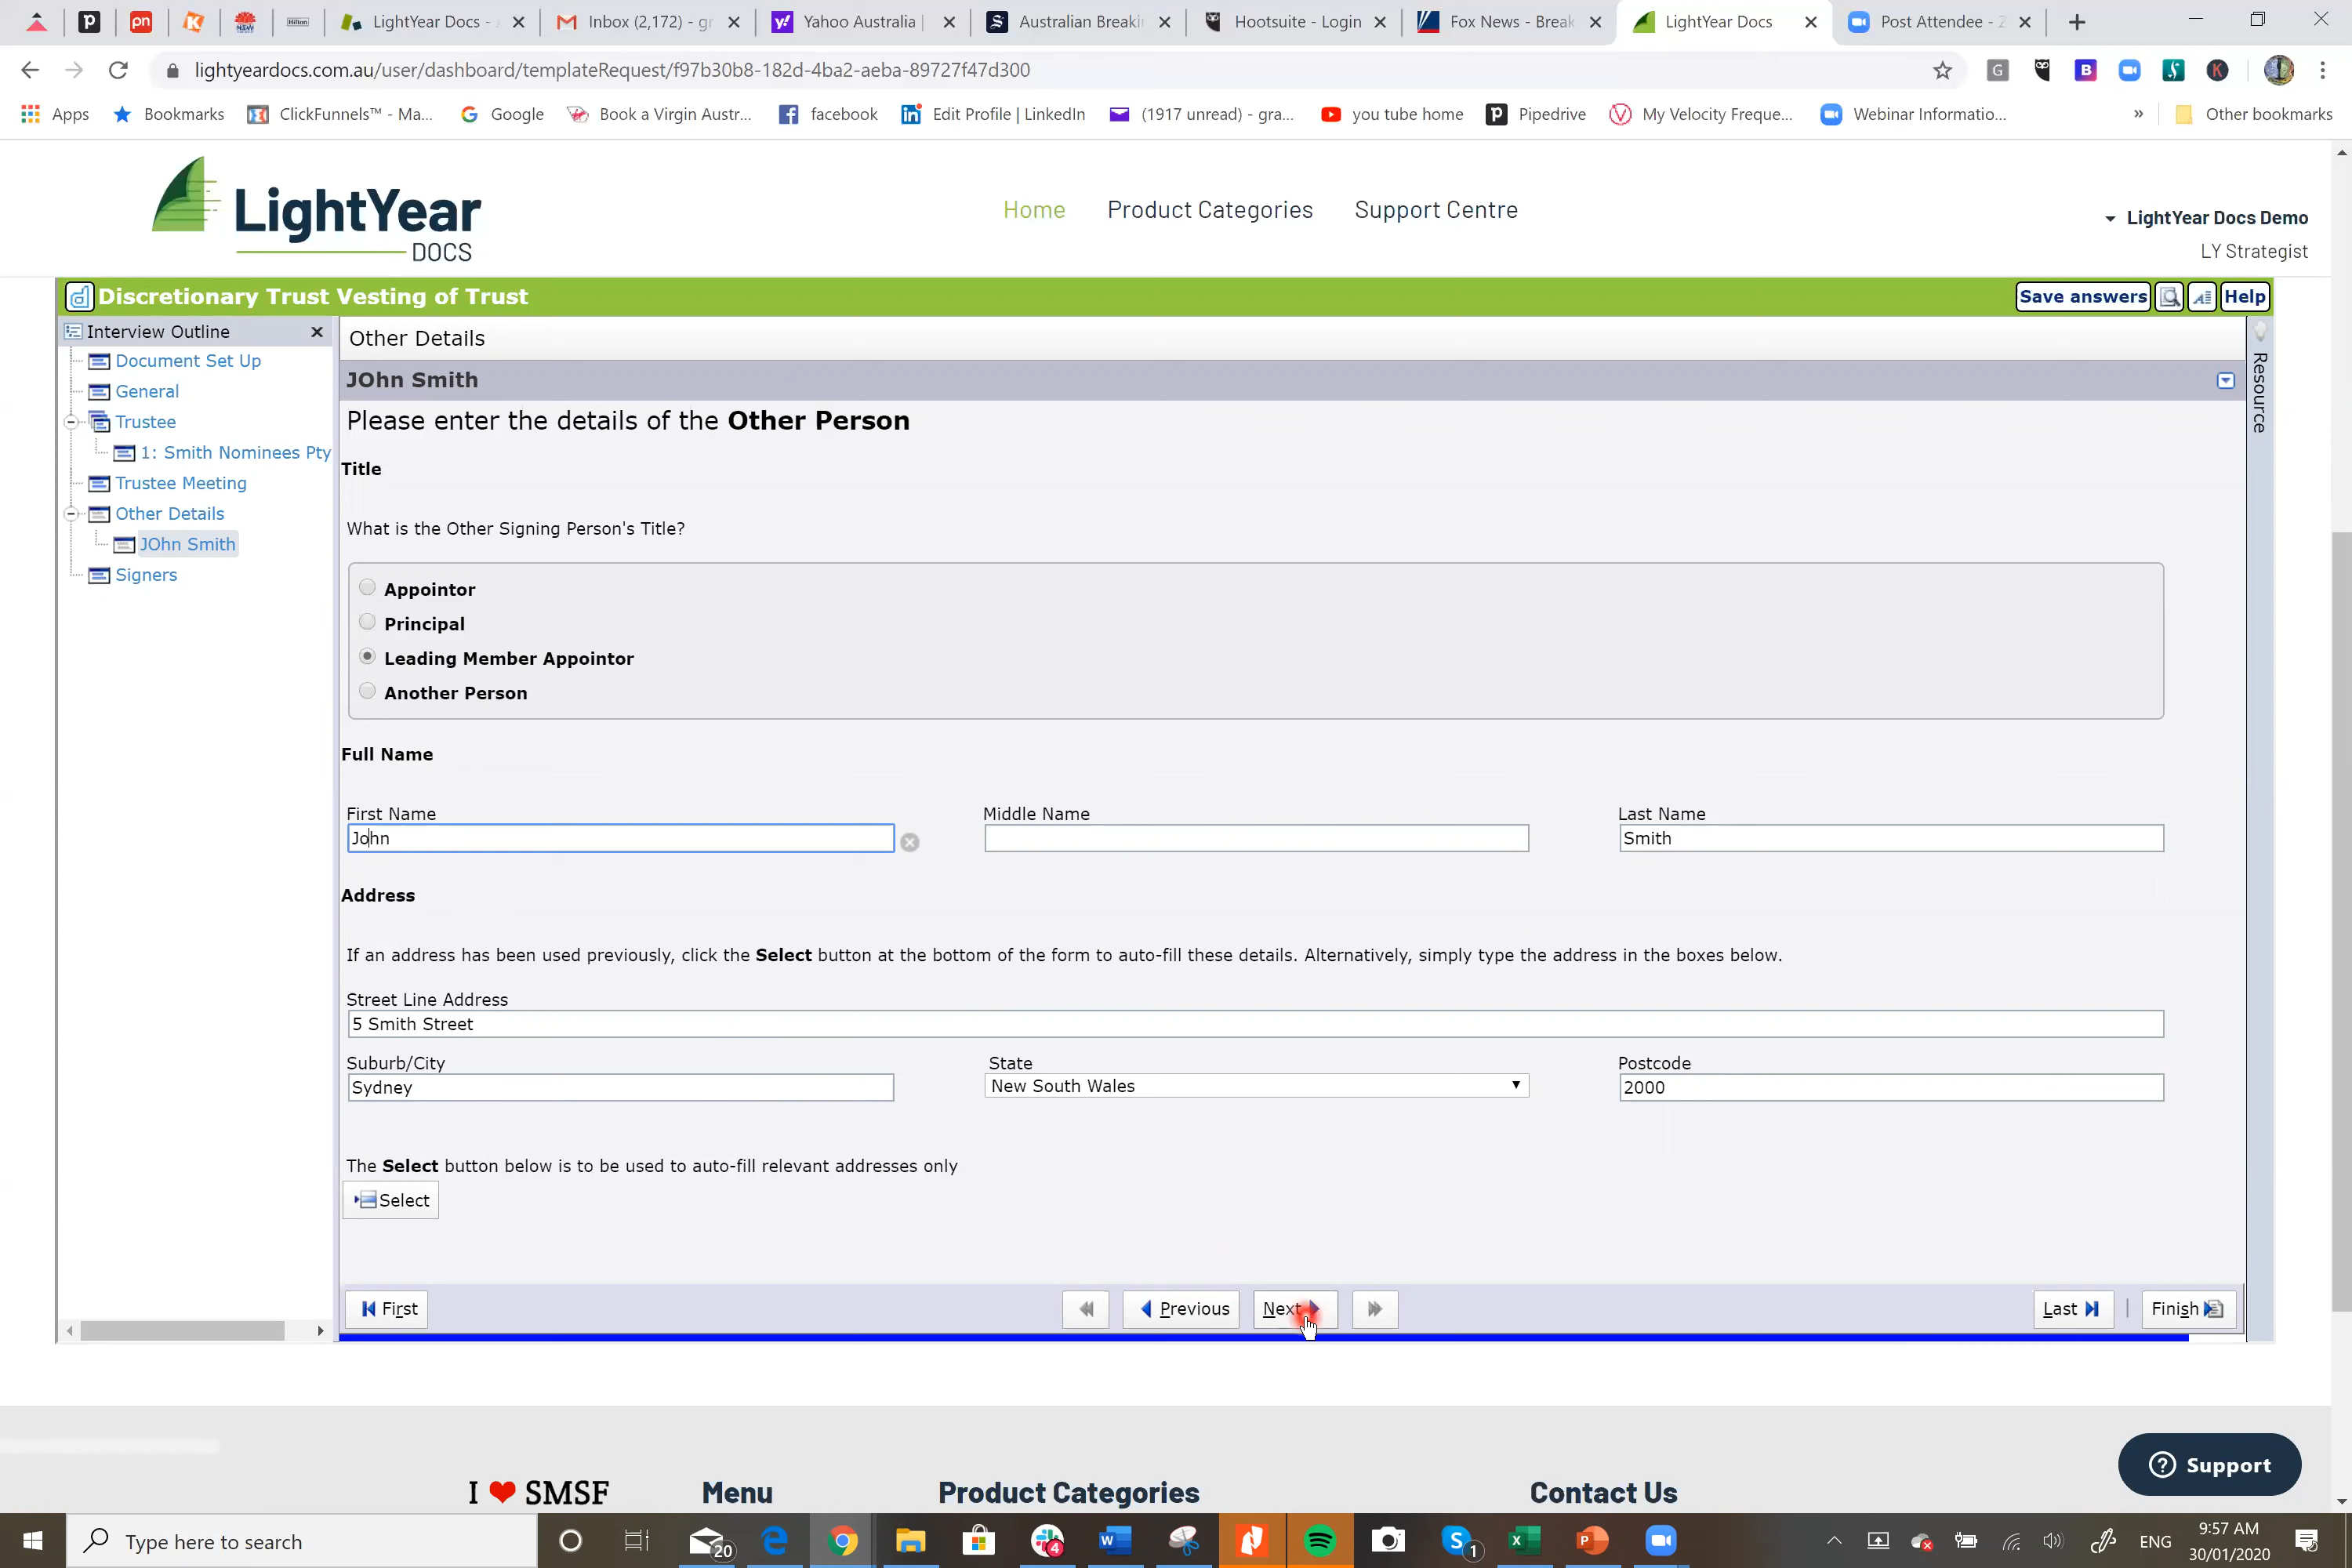 LightYear Docs - A
Inbox (2,172) - gr
Yahoo Australia |
Australian Breaki
Hootsuite - Login
Fox News - Break
LightYear Docs
Post Attendee - Z
lightyeardocs.com.au/user/dashboard/templateRequest/f97b30b8-182d-4ba2-aeba-89727f47d300
Apps
Bookmarks
ClickFunnels™ - Ma...
Google
Book a Virgin Austr...
facebook
Edit Profile | LinkedIn
(1917 unread) - gra...
you tube home
Pipedrive
My Velocity Freque...
Webinar Informatio...
»
Other bookmarks
LightYear
DOCS
Home
Product Categories
Support Centre
LightYear Docs Demo
LY Strategist
Discretionary Trust Vesting of Trust
Save answers
Help
Interview Outline
Document Set Up
General
Trustee
1: Smith Nominees Pty
Trustee Meeting
Other Details
JOhn Smith
Signers
Other Details
JOhn Smith
Resource
Please enter the details of the Other Person
Title
What is the Other Signing Person's Title?
Appointor
Principal
Leading Member Appointor
Another Person
Full Name
First Name
Middle Name
Last Name
John
Smith
Address
If an address has been used previously, click the Select button at the bottom of the form to auto-fill these details. Alternatively, simply type the address in the boxes below.
Street Line Address
5 Smith Street
Suburb/City
State
Postcode
Sydney
New South Wales
2000
The Select button below is to be used to auto-fill relevant addresses only
Select
First
Previous
Next
Last
Finish
Support
I ❤ SMSF
Menu
Product Categories
Contact Us
Type here to search
20
4
1
ENG
9:57 AM
30/01/2020